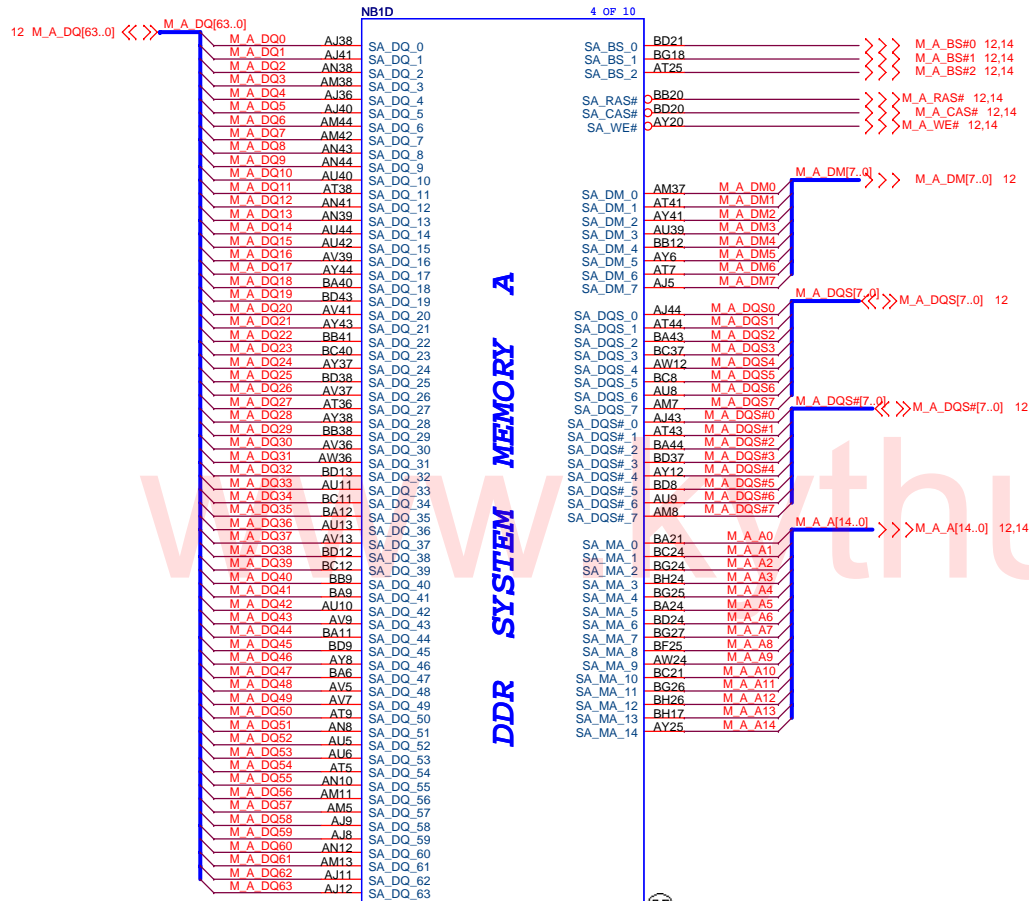 NB1D 4 OF 10
12 M_A_DQ[63..0] M_A_DQ[63..0]
M_A_DQ0 AJ38 SA_DQ_0
M_A_DQ1 AJ41 SA_DQ_1
M_A_DQ2 AN38 SA_DQ_2
M_A_DQ3 AM38 SA_DQ_3
M_A_DQ4 AJ36 SA_DQ_4
M_A_DQ5 AJ40 SA_DQ_5
M_A_DQ6 AM44 SA_DQ_6
M_A_DQ7 AM42 SA_DQ_7
M_A_DQ8 AN43 SA_DQ_8
M_A_DQ9 AN44 SA_DQ_9
M_A_DQ10 AU40 SA_DQ_10
M_A_DQ11 AT38 SA_DQ_11
M_A_DQ12 AN41 SA_DQ_12
M_A_DQ13 AN39 SA_DQ_13
M_A_DQ14 AU44 SA_DQ_14
M_A_DQ15 AU42 SA_DQ_15
M_A_DQ16 AV39 SA_DQ_16
M_A_DQ17 AY44 SA_DQ_17
M_A_DQ18 BA40 SA_DQ_18
M_A_DQ19 BD43 SA_DQ_19
M_A_DQ20 AV41 SA_DQ_20
M_A_DQ21 AY43 SA_DQ_21
M_A_DQ22 BB41 SA_DQ_22
M_A_DQ23 BC40 SA_DQ_23
M_A_DQ24 AY37 SA_DQ_24
M_A_DQ25 BD38 SA_DQ_25
M_A_DQ26 AV37 SA_DQ_26
M_A_DQ27 AT36 SA_DQ_27
M_A_DQ28 AY38 SA_DQ_28
M_A_DQ29 BB38 SA_DQ_29
M_A_DQ30 AV36 SA_DQ_30
M_A_DQ31 AW36 SA_DQ_31
M_A_DQ32 BD13 SA_DQ_32
M_A_DQ33 AU11 SA_DQ_33
M_A_DQ34 BC11 SA_DQ_34
M_A_DQ35 BA12 SA_DQ_35
M_A_DQ36 AU13 SA_DQ_36
M_A_DQ37 AV13 SA_DQ_37
M_A_DQ38 BD12 SA_DQ_38
M_A_DQ39 BC12 SA_DQ_39
M_A_DQ40 BB9 SA_DQ_40
M_A_DQ41 BA9 SA_DQ_41
M_A_DQ42 AU10 SA_DQ_42
M_A_DQ43 AV9 SA_DQ_43
M_A_DQ44 BA11 SA_DQ_44
M_A_DQ45 BD9 SA_DQ_45
M_A_DQ46 AY8 SA_DQ_46
M_A_DQ47 BA6 SA_DQ_47
M_A_DQ48 AV5 SA_DQ_48
M_A_DQ49 AV7 SA_DQ_49
M_A_DQ50 AT9 SA_DQ_50
M_A_DQ51 AN8 SA_DQ_51
M_A_DQ52 AU5 SA_DQ_52
M_A_DQ53 AU6 SA_DQ_53
M_A_DQ54 AT5 SA_DQ_54
M_A_DQ55 AN10 SA_DQ_55
M_A_DQ56 AM11 SA_DQ_56
M_A_DQ57 AM5 SA_DQ_57
M_A_DQ58 AJ9 SA_DQ_58
M_A_DQ59 AJ8 SA_DQ_59
M_A_DQ60 AN12 SA_DQ_60
M_A_DQ61 AM13 SA_DQ_61
M_A_DQ62 AJ11 SA_DQ_62
M_A_DQ63 AJ12 SA_DQ_63
DDR SYSTEM MEMORY A
SA_BS_0 BD21 M_A_BS#0 12,14
SA_BS_1 BG18 M_A_BS#1 12,14
SA_BS_2 AT25 M_A_BS#2 12,14
SA_RAS# BB20 M_A_RAS# 12,14
SA_CAS# BD20 M_A_CAS# 12,14
SA_WE# AY20 M_A_WE# 12,14
M_A_DM[7..0] M_A_DM[7..0] 12
SA_DM_0 AM37 M_A_DM0
SA_DM_1 AT41 M_A_DM1
SA_DM_2 AY41 M_A_DM2
SA_DM_3 AU39 M_A_DM3
SA_DM_4 BB12 M_A_DM4
SA_DM_5 AY6 M_A_DM5
SA_DM_6 AT7 M_A_DM6
SA_DM_7 AJ5 M_A_DM7
M_A_DQS[7..0] M_A_DQS[7..0] 12
SA_DQS_0 AJ44 M_A_DQS0
SA_DQS_1 AT44 M_A_DQS1
SA_DQS_2 BA43 M_A_DQS2
SA_DQS_3 BC37 M_A_DQS3
SA_DQS_4 AW12 M_A_DQS4
SA_DQS_5 BC8 M_A_DQS5
SA_DQS_6 AU8 M_A_DQS6
SA_DQS_7 AM7 M_A_DQS7
M_A_DQS#[7..0] M_A_DQS#[7..0] 12
SA_DQS#_0 AJ43 M_A_DQS#0
SA_DQS#_1 AT43 M_A_DQS#1
SA_DQS#_2 BA44 M_A_DQS#2
SA_DQS#_3 BD37 M_A_DQS#3
SA_DQS#_4 AY12 M_A_DQS#4
SA_DQS#_5 BD8 M_A_DQS#5
SA_DQS#_6 AU9 M_A_DQS#6
SA_DQS#_7 AM8 M_A_DQS#7
M_A_A[14..0] M_A_A[14..0] 12,14
SA_MA_0 BA21 M_A_A0
SA_MA_1 BC24 M_A_A1
SA_MA_2 BG24 M_A_A2
SA_MA_3 BH24 M_A_A3
SA_MA_4 BG25 M_A_A4
SA_MA_5 BA24 M_A_A5
SA_MA_6 BD24 M_A_A6
SA_MA_7 BG27 M_A_A7
SA_MA_8 BF25 M_A_A8
SA_MA_9 AW24 M_A_A9
SA_MA_10 BC21 M_A_A10
SA_MA_11 BG26 M_A_A11
SA_MA_12 BH26 M_A_A12
SA_MA_13 BH17 M_A_A13
SA_MA_14 AY25 M_A_A14
www.kythu